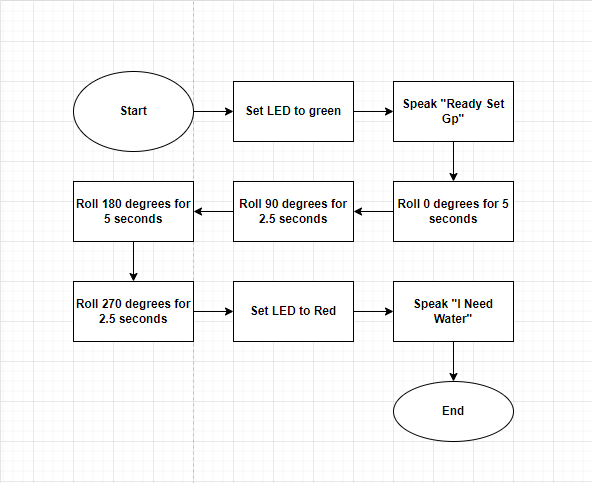 Start
Set LED to green
Speak "Ready Set
Gp"
Roll 0 degrees for 5
seconds
Roll 90 degrees for
2.5 seconds
Roll 180 degrees for
5 seconds
Roll 270 degrees for
2.5 seconds
Set LED to Red
Speak "I Need
Water"
End